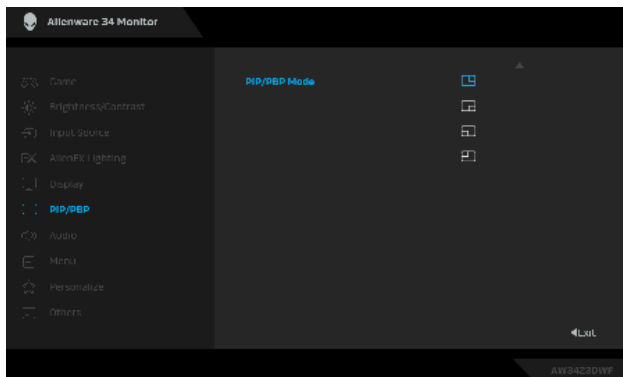 Alienware 34 Monitor
Game
PIP/PBP Mode
Brightness/Contrast
Input Source
AlienFX Lighting
Display
PIP/PBP
Audio
Menu
Personalize
Others
Exit
AW3423DWF